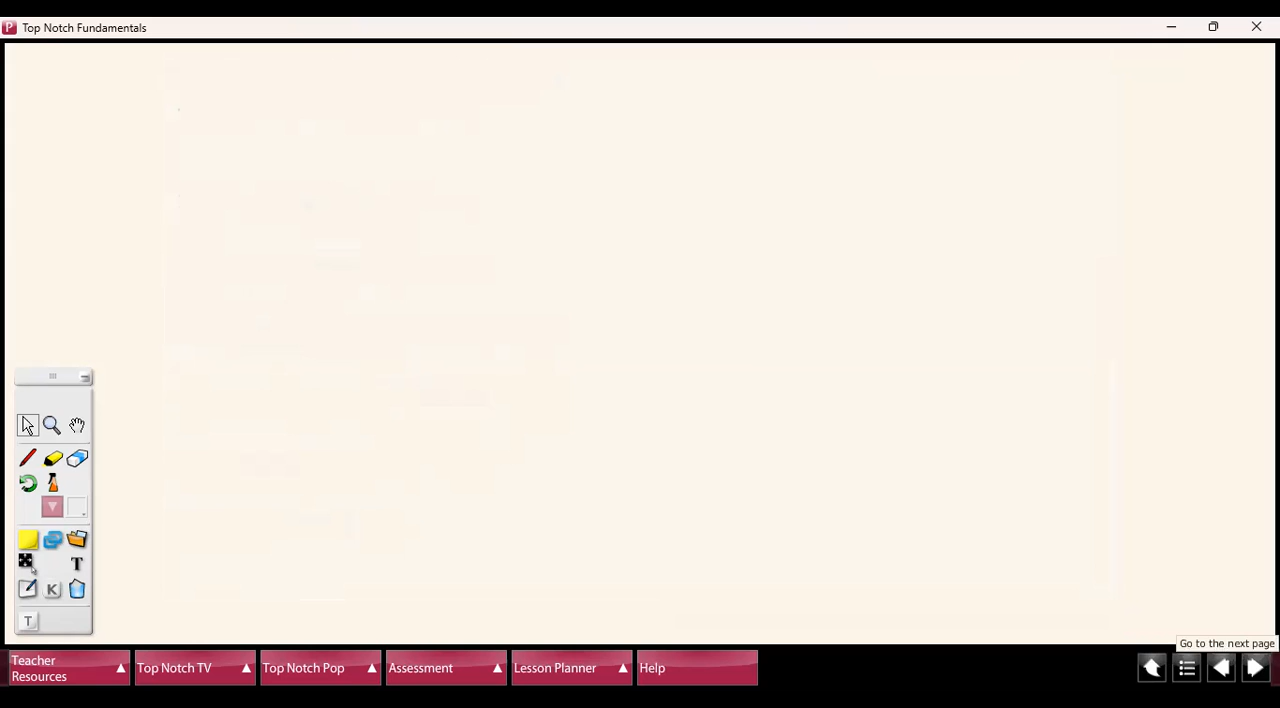 Top Notch Fundamentals
T
K
T
Go to the next page
Teacher
Resources
Top Notch TV
Top Notch Pop
Assessment
Lesson Planner
Help